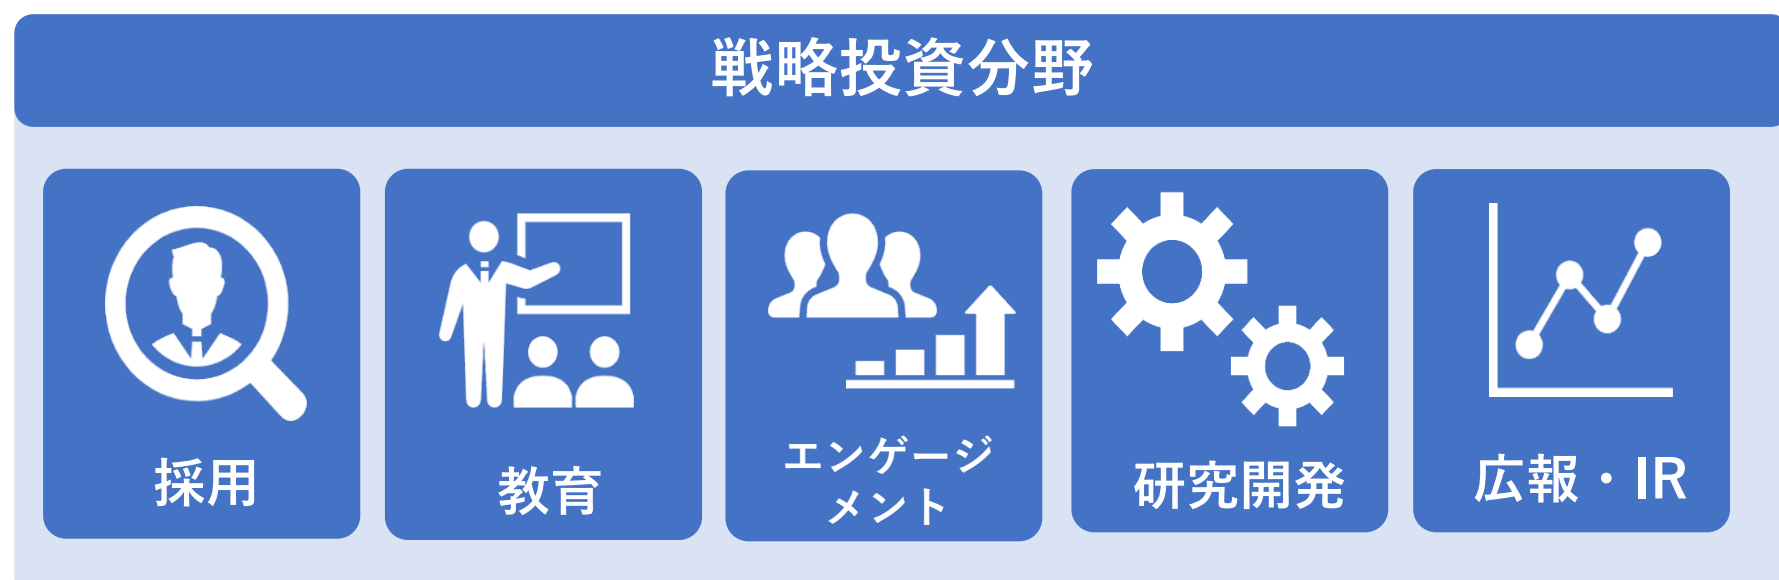 戦略投資分野
採用
教育
エンゲージ
メント
研究開発
広報・IR